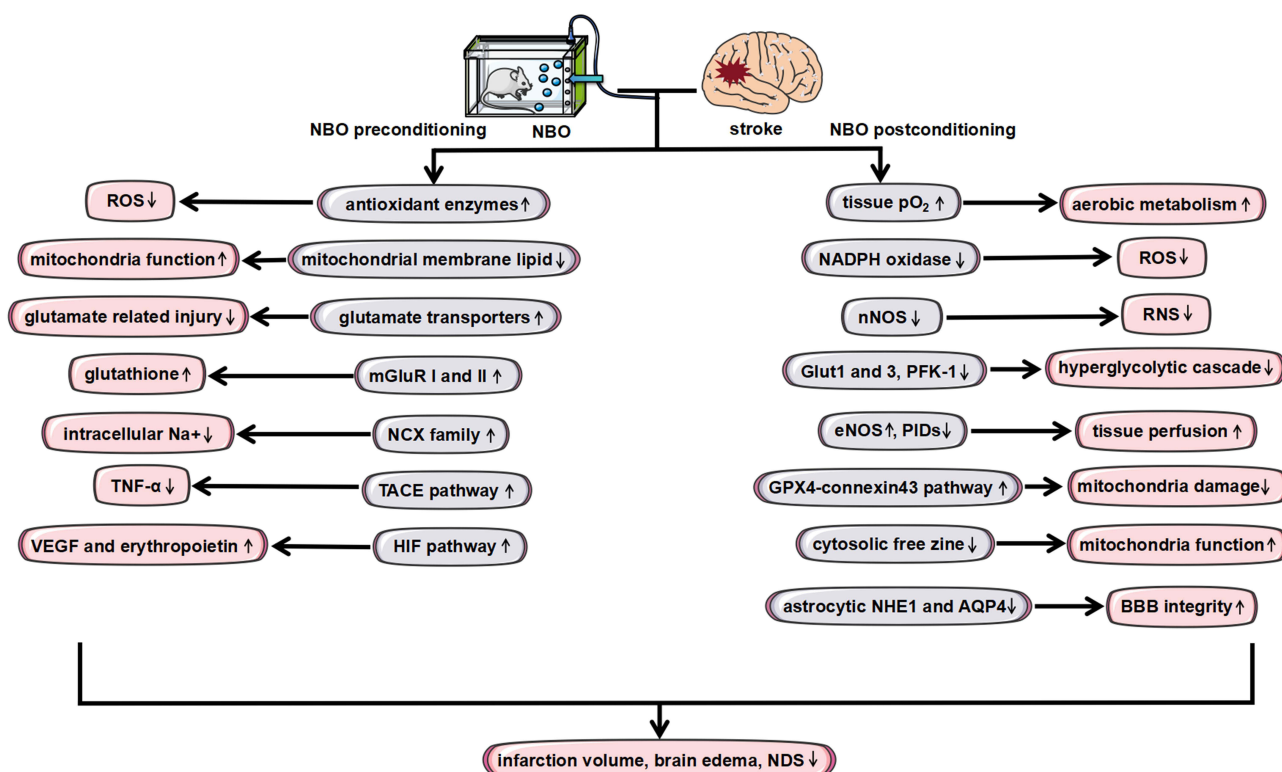 NBO preconditioning
NBO
stroke
NBO postconditioning
ROS↓
antioxidant enzymes↑
mitochondria function↑
mitochondrial membrane lipid↓
glutamate related injury↓
glutamate transporters↑
glutathione↑
mGluR I and II↑
intracellular Na+↓
NCX family↑
TNF-α↓
TACE pathway↑
VEGF and erythropoietin↑
HIF pathway↑
tissue pO₂↑
aerobic metabolism↑
NADPH oxidase↓
ROS↓
nNOS↓
RNS↓
Glut1 and 3, PFK-1↓
hyperglycolytic cascade↓
eNOS↑, PIDs↓
tissue perfusion↑
GPX4-connexin43 pathway↑
mitochondria damage↓
cytosolic free zine↓
mitochondria function↑
astrocytic NHE1 and AQP4↓
BBB integrity↑
infarction volume, brain edema, NDS↓